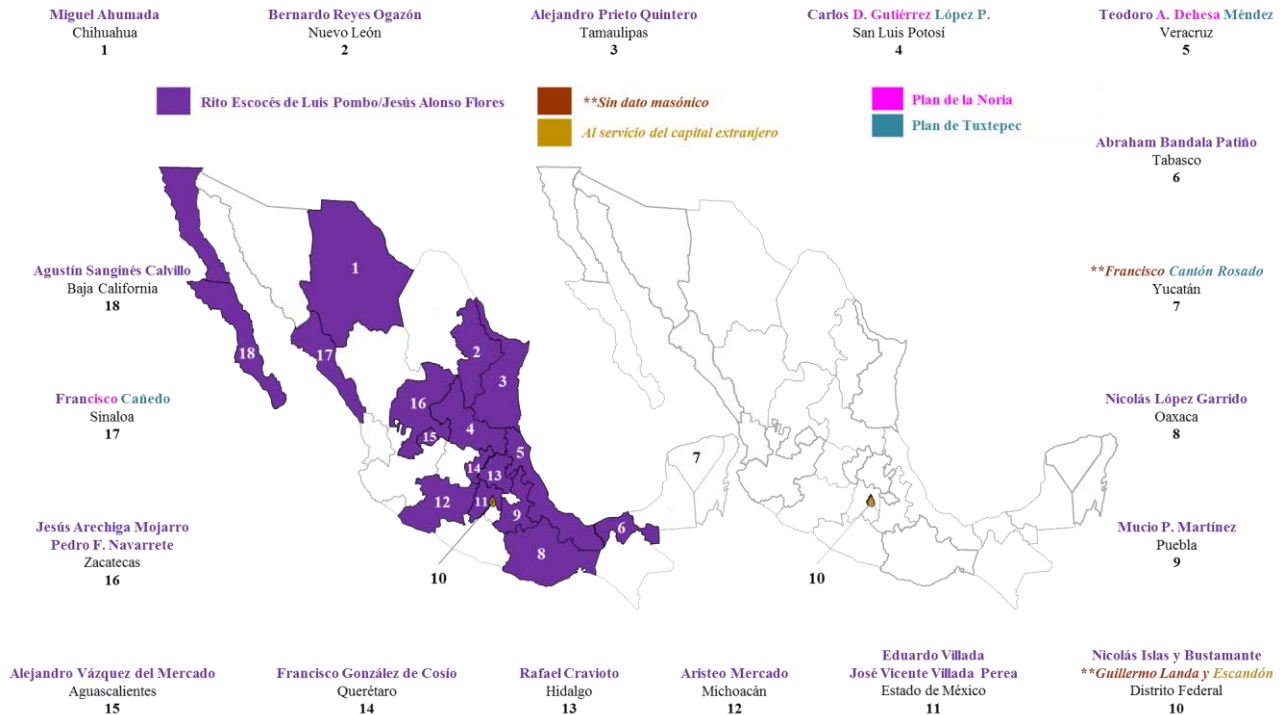 Miguel Ahumada
Chihuahua
1
Bernardo Reyes Ogazón
Nuevo León
2
Alejandro Prieto Quintero
Tamaulipas
3
Carlos D. Gutiérrez López P.
San Luis Potosí
4
Teodoro A. Dehesa Méndez
Veracruz
5
Rito Escocés de Luis Pombo/Jesús Alonso Flores
**Sin dato masónico
Al servicio del capital extranjero
Plan de la Noria
Plan de Tuxtepec
Abraham Bandala Patiño
Tabasco
6
**Francisco Cantón Rosado
Yucatán
7
Nicolás López Garrido
Oaxaca
8
Mucio P. Martínez
Puebla
9
Agustín Sanginés Calvillo
Baja California
18
Francisco Cañedo
Sinaloa
17
Jesús Arechiga Mojarro
Pedro F. Navarrete
Zacatecas
16
1
2
3
4
5
6
7
8
9
10
11
12
13
14
15
16
17
18
10
Alejandro Vázquez del Mercado
Aguascalientes
15
Francisco González de Cosío
Querétaro
14
Rafael Cravioto
Hidalgo
13
Aristeo Mercado
Michoacán
12
Eduardo Villada
José Vicente Villada Perea
Estado de México
11
Nicolás Islas y Bustamante
**Guillermo Landa y Escandón
Distrito Federal
10